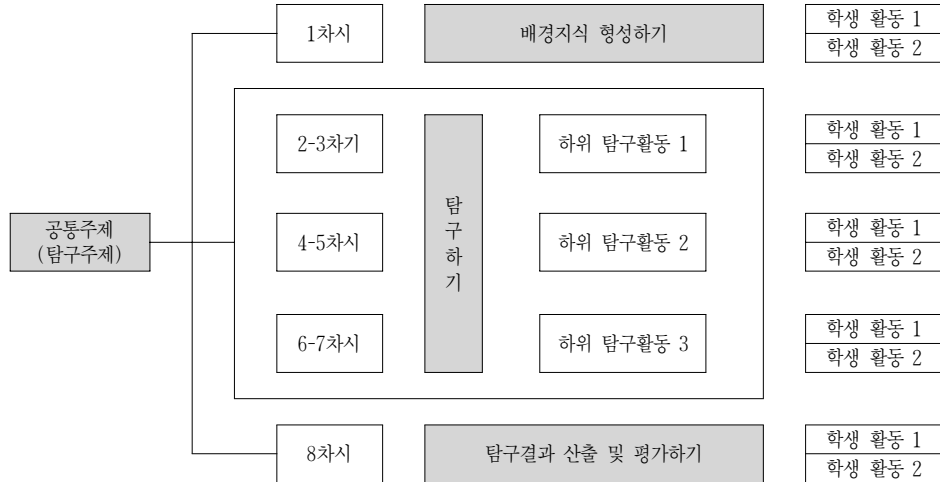 1차시
배경지식 형성하기
학생 활동 1
학생 활동 2
2-3차기
하위 탐구활동 1
학생 활동 1
학생 활동 2
공통주제
(탐구주제)
4-5차시
탐
구
하
기
하위 탐구활동 2
학생 활동 1
학생 활동 2
6-7차시
하위 탐구활동 3
학생 활동 1
학생 활동 2
8차시
탐구결과 산출 및 평가하기
학생 활동 1
학생 활동 2